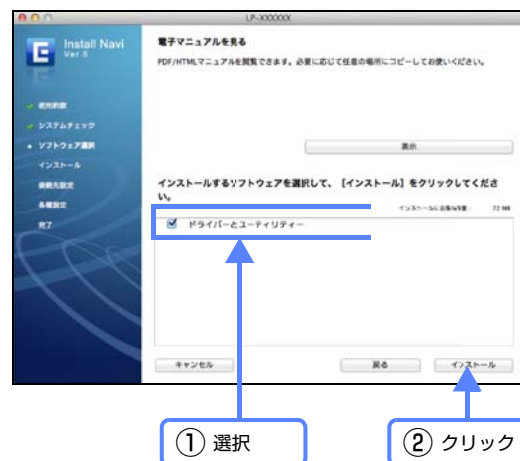 LP-XXXXXX
Install Navi
Ver.5
電子マニュアルを見る
PDF/HTMLマニュアルを閲覧できます。必要に応じて任意の場所にコピーしてお使いください。
表示
使用許諾
システムチェック
ソフトウェア選択
インストール
接続先設定
各種設定
完了
インストールするソフトウェアを選択して、［インストール］をクリックしてくださ
い。
インストールに必要な容量： 72 MB
ドライバーとユーティリティー
キャンセル
戻る
インストール
① 選択
② クリック